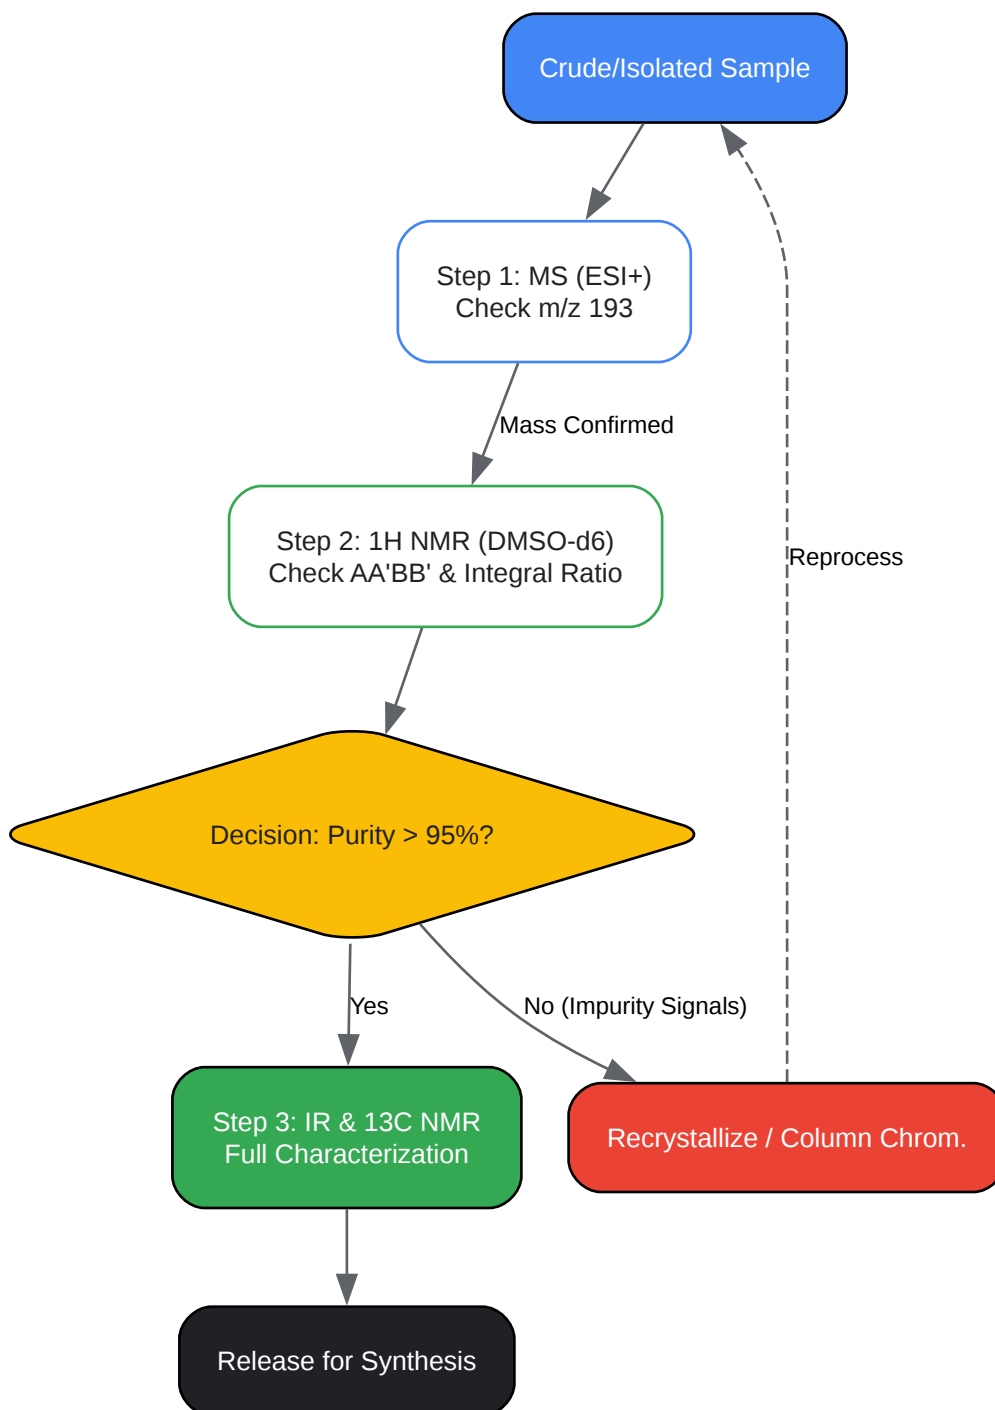 Crude/Isolated Sample
Step 1: MS (ESI+)
Check m/z 193
Mass Confirmed
Step 2: 1H NMR (DMSO-d6)
Check AA'BB' & Integral Ratio
Reprocess
Decision: Purity > 95%?
Yes
No (Impurity Signals)
Step 3: IR & 13C NMR
Full Characterization
Recrystallize / Column Chrom.
Release for Synthesis